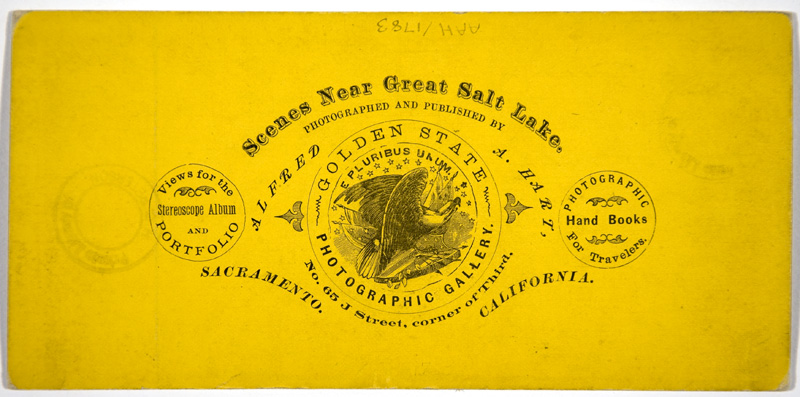 AAH/1783
Scenes Near Great Salt Lake,
PHOTOGRAPHED AND PUBLISHED BY
ALFRED A. HART,
GOLDEN STATE
E PLURIBUS UNUM
PHOTOGRAPHIC GALLERY.
No. 65 J Street, corner of Third.
SACRAMENTO. CALIFORNIA.
Views for the
Stereoscope Album
AND
PORTFOLIO
PHOTOGRAPHIC
Hand Books
For Travelers.